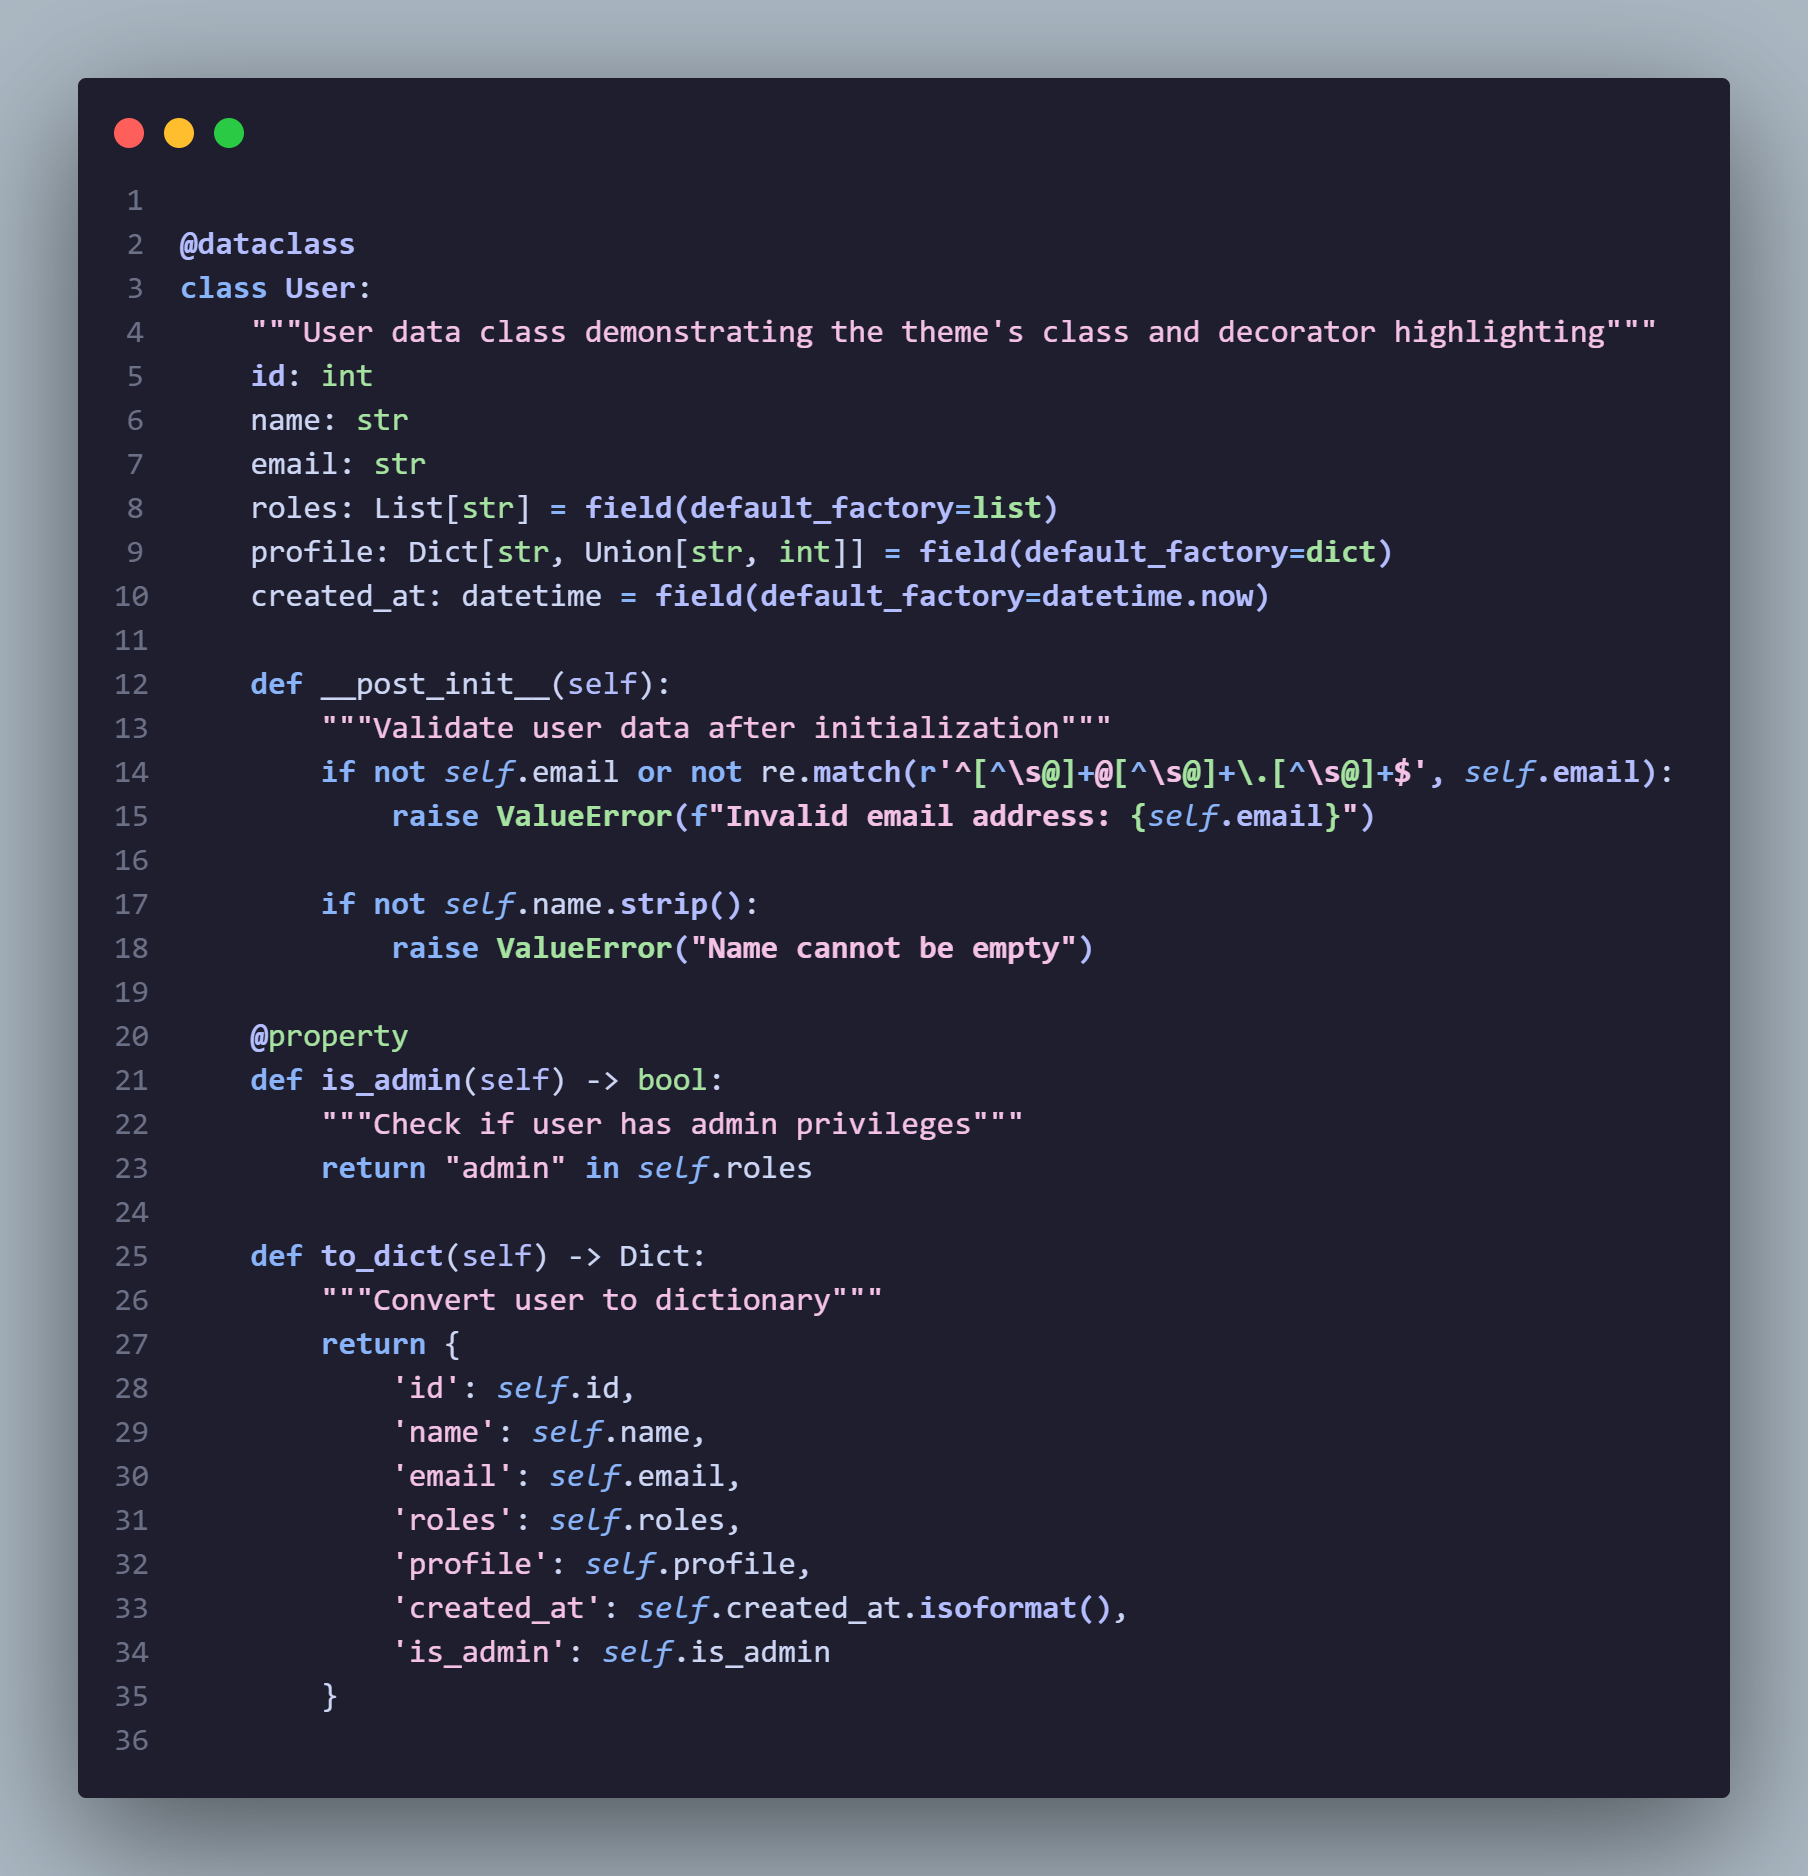 1
2 @dataclass
3 class User:
4     """User data class demonstrating the theme's class and decorator highlighting"""
5     id: int
6     name: str
7     email: str
8     roles: List[str] = field(default_factory=list)
9     profile: Dict[str, Union[str, int]] = field(default_factory=dict)
10     created_at: datetime = field(default_factory=datetime.now)
11
12     def __post_init__(self):
13         """Validate user data after initialization"""
14         if not self.email or not re.match(r'^[^\s@]+@[^\s@]+\.[^\s@]+$', self.email):
15             raise ValueError(f"Invalid email address: {self.email}")
16
17         if not self.name.strip():
18             raise ValueError("Name cannot be empty")
19
20     @property
21     def is_admin(self) -> bool:
22         """Check if user has admin privileges"""
23         return "admin" in self.roles
24
25     def to_dict(self) -> Dict:
26         """Convert user to dictionary"""
27         return {
28             'id': self.id,
29             'name': self.name,
30             'email': self.email,
31             'roles': self.roles,
32             'profile': self.profile,
33             'created_at': self.created_at.isoformat(),
34             'is_admin': self.is_admin
35         }
36